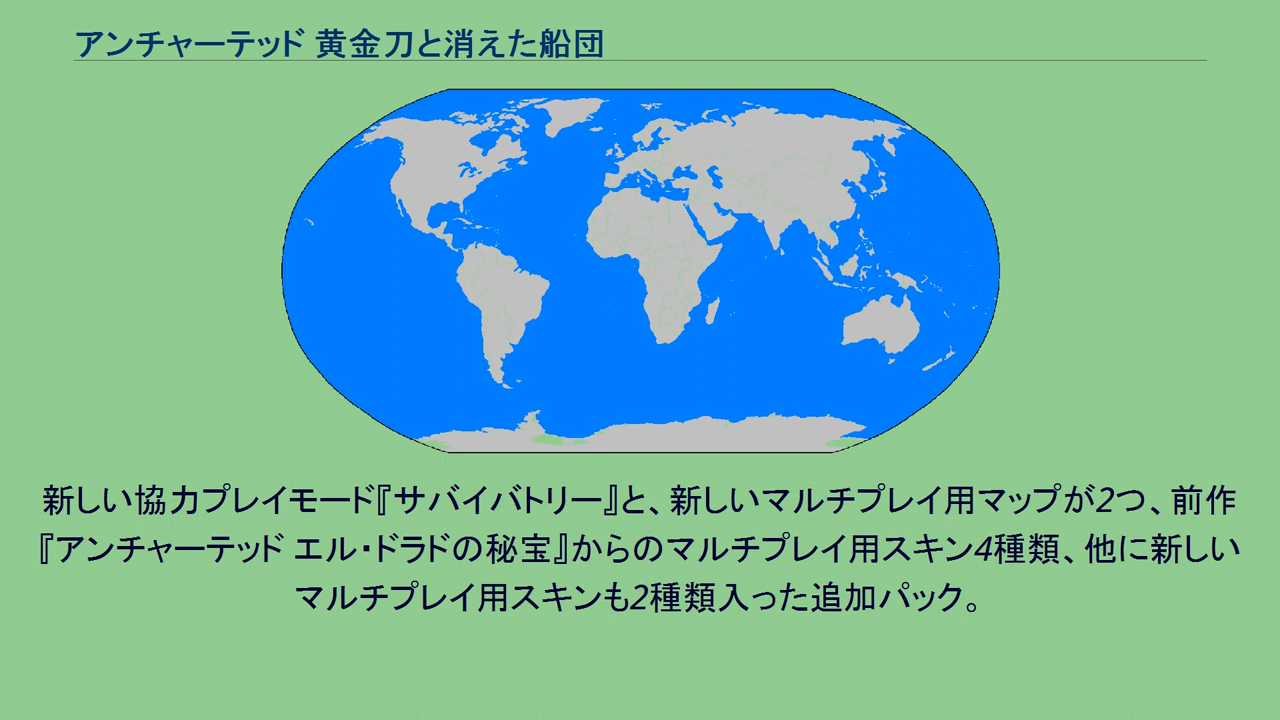 アンチャーテッド 黄金刀と消えた船団
新しい協力プレイモード『サバイバトリー』と、新しいマルチプレイ用マップが2つ、前作
『アンチャーテッド エル・ドラドの秘宝』からのマルチプレイ用スキン4種類、他に新しい
マルチプレイ用スキンも2種類入った追加パック。